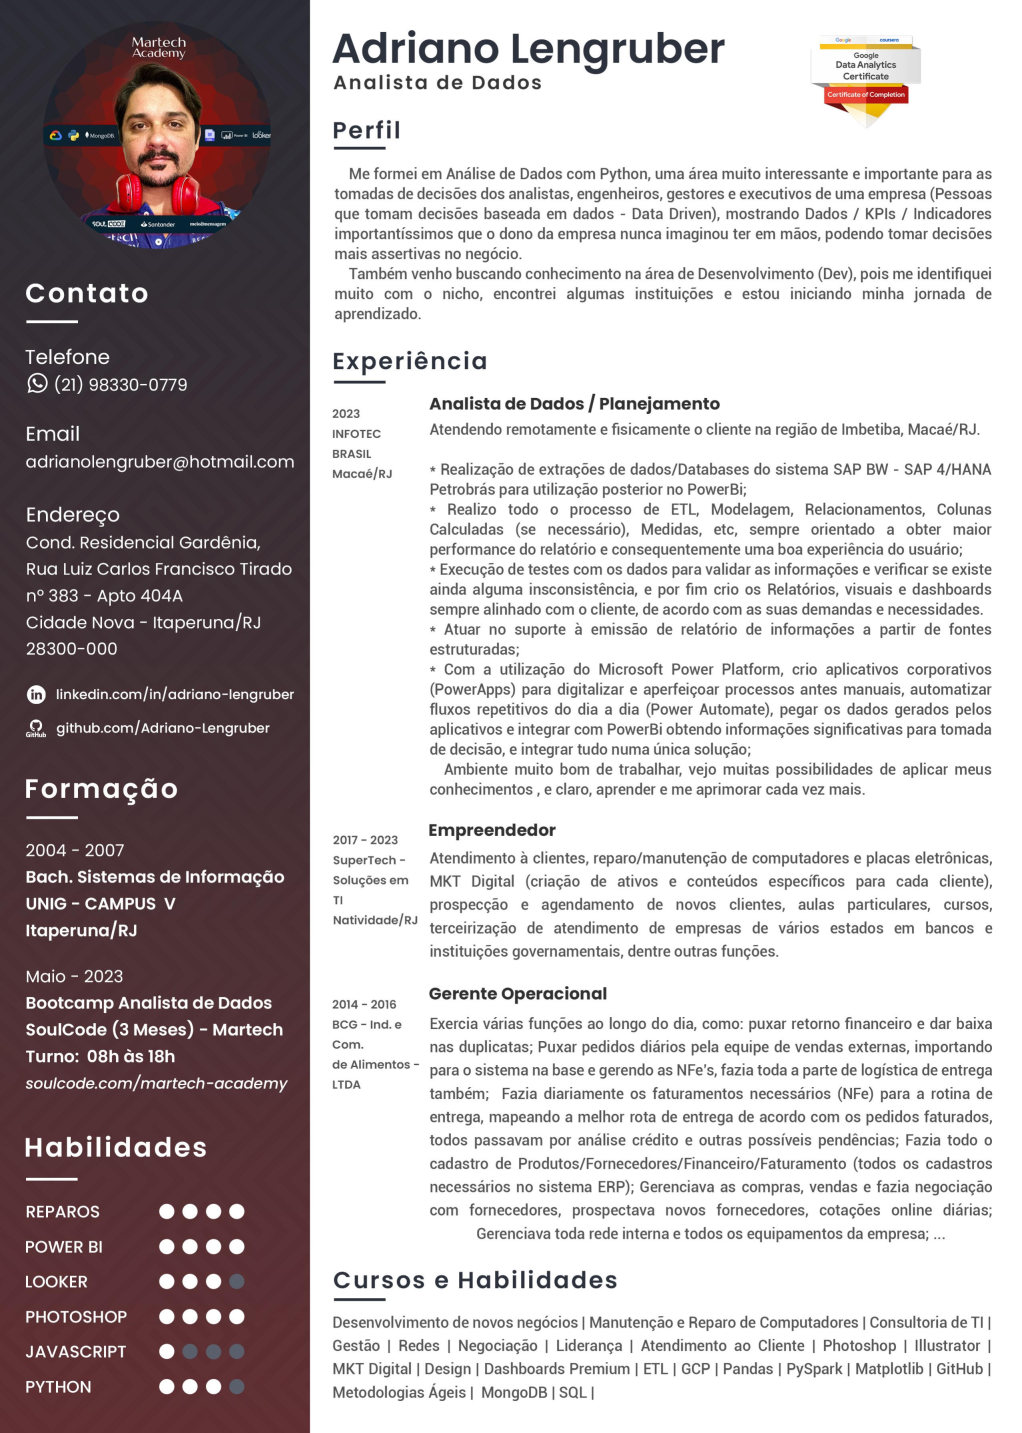 Martech
Academy
MongoDB.
Power BI
looker
SOUL CODE
Santander
Contato
Telefone
(21) 98330-0779
Email
adrianolengruber@hotmail.com
Endereço
Cond. Residencial Gardênia,
Rua Luiz Carlos Francisco Tirado
nº 383 - Apto 404A
Cidade Nova - Itaperuna/RJ
28300-000
linkedin.com/in/adriano-lengruber
GitHub
github.com/Adriano-Lengruber
Formação
2004 - 2007
Bach. Sistemas de Informação
UNIG - CAMPUS V
Itaperuna/RJ
Maio - 2023
Bootcamp Analista de Dados
SoulCode (3 Meses) - Martech
Turno: 08h às 18h
soulcode.com/martech-academy
Habilidades
REPAROS
POWER BI
LOOKER
PHOTOSHOP
JAVASCRIPT
PYTHON
Adriano Lengruber
Analista de Dados
Google coursera
Google
Data Analytics
Certificate
Certificate of Completion
Perfil
Me formei em Análise de Dados com Python, uma área muito interessante e importante para as
tomadas de decisões dos analistas, engenheiros, gestores e executivos de uma empresa (Pessoas
que tomam decisões baseada em dados - Data Driven), mostrando Dados / KPIs / Indicadores
importantíssimos que o dono da empresa nunca imaginou ter em mãos, podendo tomar decisões
mais assertivas no negócio.
Também venho buscando conhecimento na área de Desenvolvimento (Dev), pois me identifiquei
muito com o nicho, encontrei algumas instituições e estou iniciando minha jornada de
aprendizado.
Experiência
2023
INFOTEC
BRASIL
Macaé/RJ
Analista de Dados / Planejamento
Atendendo remotamente e fisicamente o cliente na região de Imbetiba, Macaé/RJ.
* Realização de extrações de dados/Databases do sistema SAP BW - SAP 4/HANA
Petrobrás para utilização posterior no PowerBi;
* Realizo todo o processo de ETL, Modelagem, Relacionamentos, Colunas
Calculadas (se necessário), Medidas, etc, sempre orientado a obter maior
performance do relatório e consequentemente uma boa experiência do usuário;
* Execução de testes com os dados para validar as informações e verificar se existe
ainda alguma insconsistência, e por fim crio os Relatórios, visuais e dashboards
sempre alinhado com o cliente, de acordo com as suas demandas e necessidades.
* Atuar no suporte à emissão de relatório de informações a partir de fontes
estruturadas;
* Com a utilização do Microsoft Power Platform, crio aplicativos corporativos
(PowerApps) para digitalizar e aperfeiçoar processos antes manuais, automatizar
fluxos repetitivos do dia a dia (Power Automate), pegar os dados gerados pelos
aplicativos e integrar com PowerBi obtendo informações significativas para tomada
de decisão, e integrar tudo numa única solução;
Ambiente muito bom de trabalhar, vejo muitas possibilidades de aplicar meus
conhecimentos , e claro, aprender e me aprimorar cada vez mais.
2017 - 2023
SuperTech -
Soluções em
TI
Natividade/RJ
Empreendedor
Atendimento à clientes, reparo/manutenção de computadores e placas eletrônicas,
MKT Digital (criação de ativos e conteúdos específicos para cada cliente),
prospecção e agendamento de novos clientes, aulas particulares, cursos,
terceirização de atendimento de empresas de vários estados em bancos e
instituições governamentais, dentre outras funções.
2014 - 2016
BCG - Ind. e
Com.
de Alimentos -
LTDA
Gerente Operacional
Exercia várias funções ao longo do dia, como: puxar retorno financeiro e dar baixa
nas duplicatas; Puxar pedidos diários pela equipe de vendas externas, importando
para o sistema na base e gerendo as NFe's, fazia toda a parte de logística de entrega
também; Fazia diariamente os faturamentos necessários (NFe) para a rotina de
entrega, mapeando a melhor rota de entrega de acordo com os pedidos faturados,
todos passavam por análise crédito e outras possíveis pendências; Fazia todo o
cadastro de Produtos/Fornecedores/Financeiro/Faturamento (todos os cadastros
necessários no sistema ERP); Gerenciava as compras, vendas e fazia negociação
com fornecedores, prospectava novos fornecedores, cotações online diárias;
Gerenciava toda rede interna e todos os equipamentos da empresa; ...
Cursos e Habilidades
Desenvolvimento de novos negócios | Manutenção e Reparo de Computadores | Consultoria de TI |
Gestão | Redes | Negociação | Liderança | Atendimento ao Cliente | Photoshop | Illustrator |
MKT Digital | Design | Dashboards Premium | ETL | GCP | Pandas | PySpark | Matplotlib | GitHub |
Metodologias Ágeis | MongoDB | SQL |